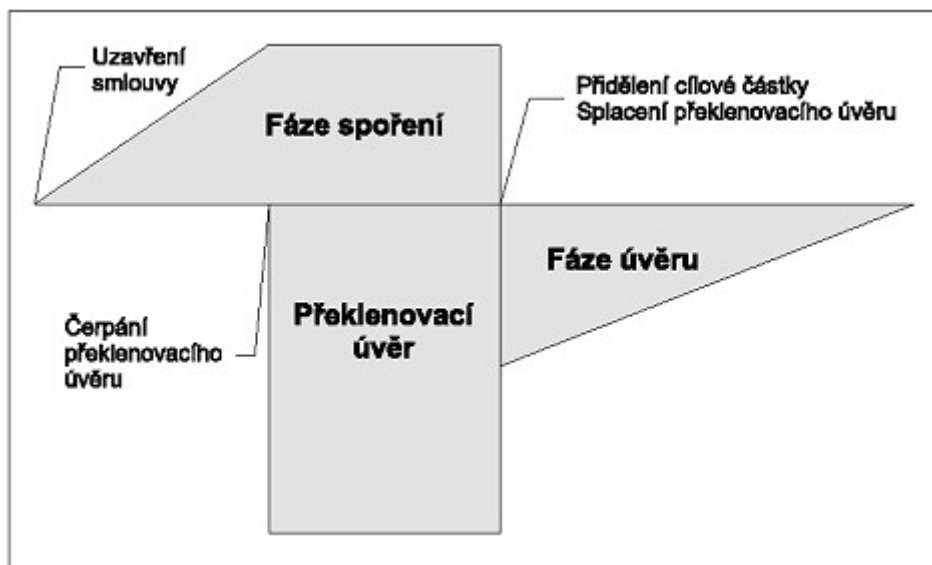 Uzavření
smlouvy
Přidělení cílové částky
Splacení překlenovacího úvěru
Fáze spoření
Fáze úvěru
Překlenovací
úvěr
Čerpání
překlenovacího
úvěru